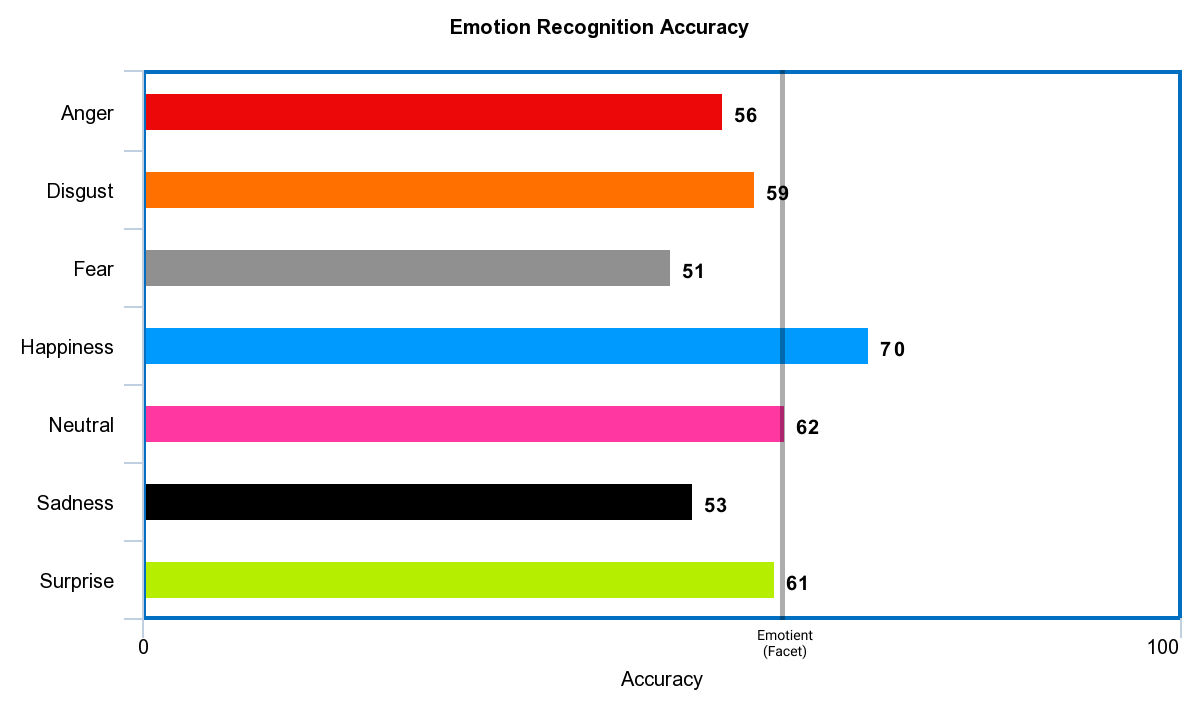 Emotion Recognition Accuracy
Anger 56
Disgust 59
Fear 51
Happiness 70
Neutral 62
Sadness 53
Surprise 61
0 100
Emotient
(Facet)
Accuracy